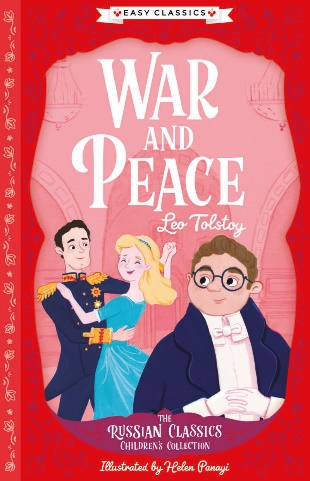 EASY CLASSICS
WAR
AND
PEACE
Leo Tolstoy
THE
RUSSIAN CLASSICS
CHILDREN'S COLLECTION
Illustrated by Helen Panayi